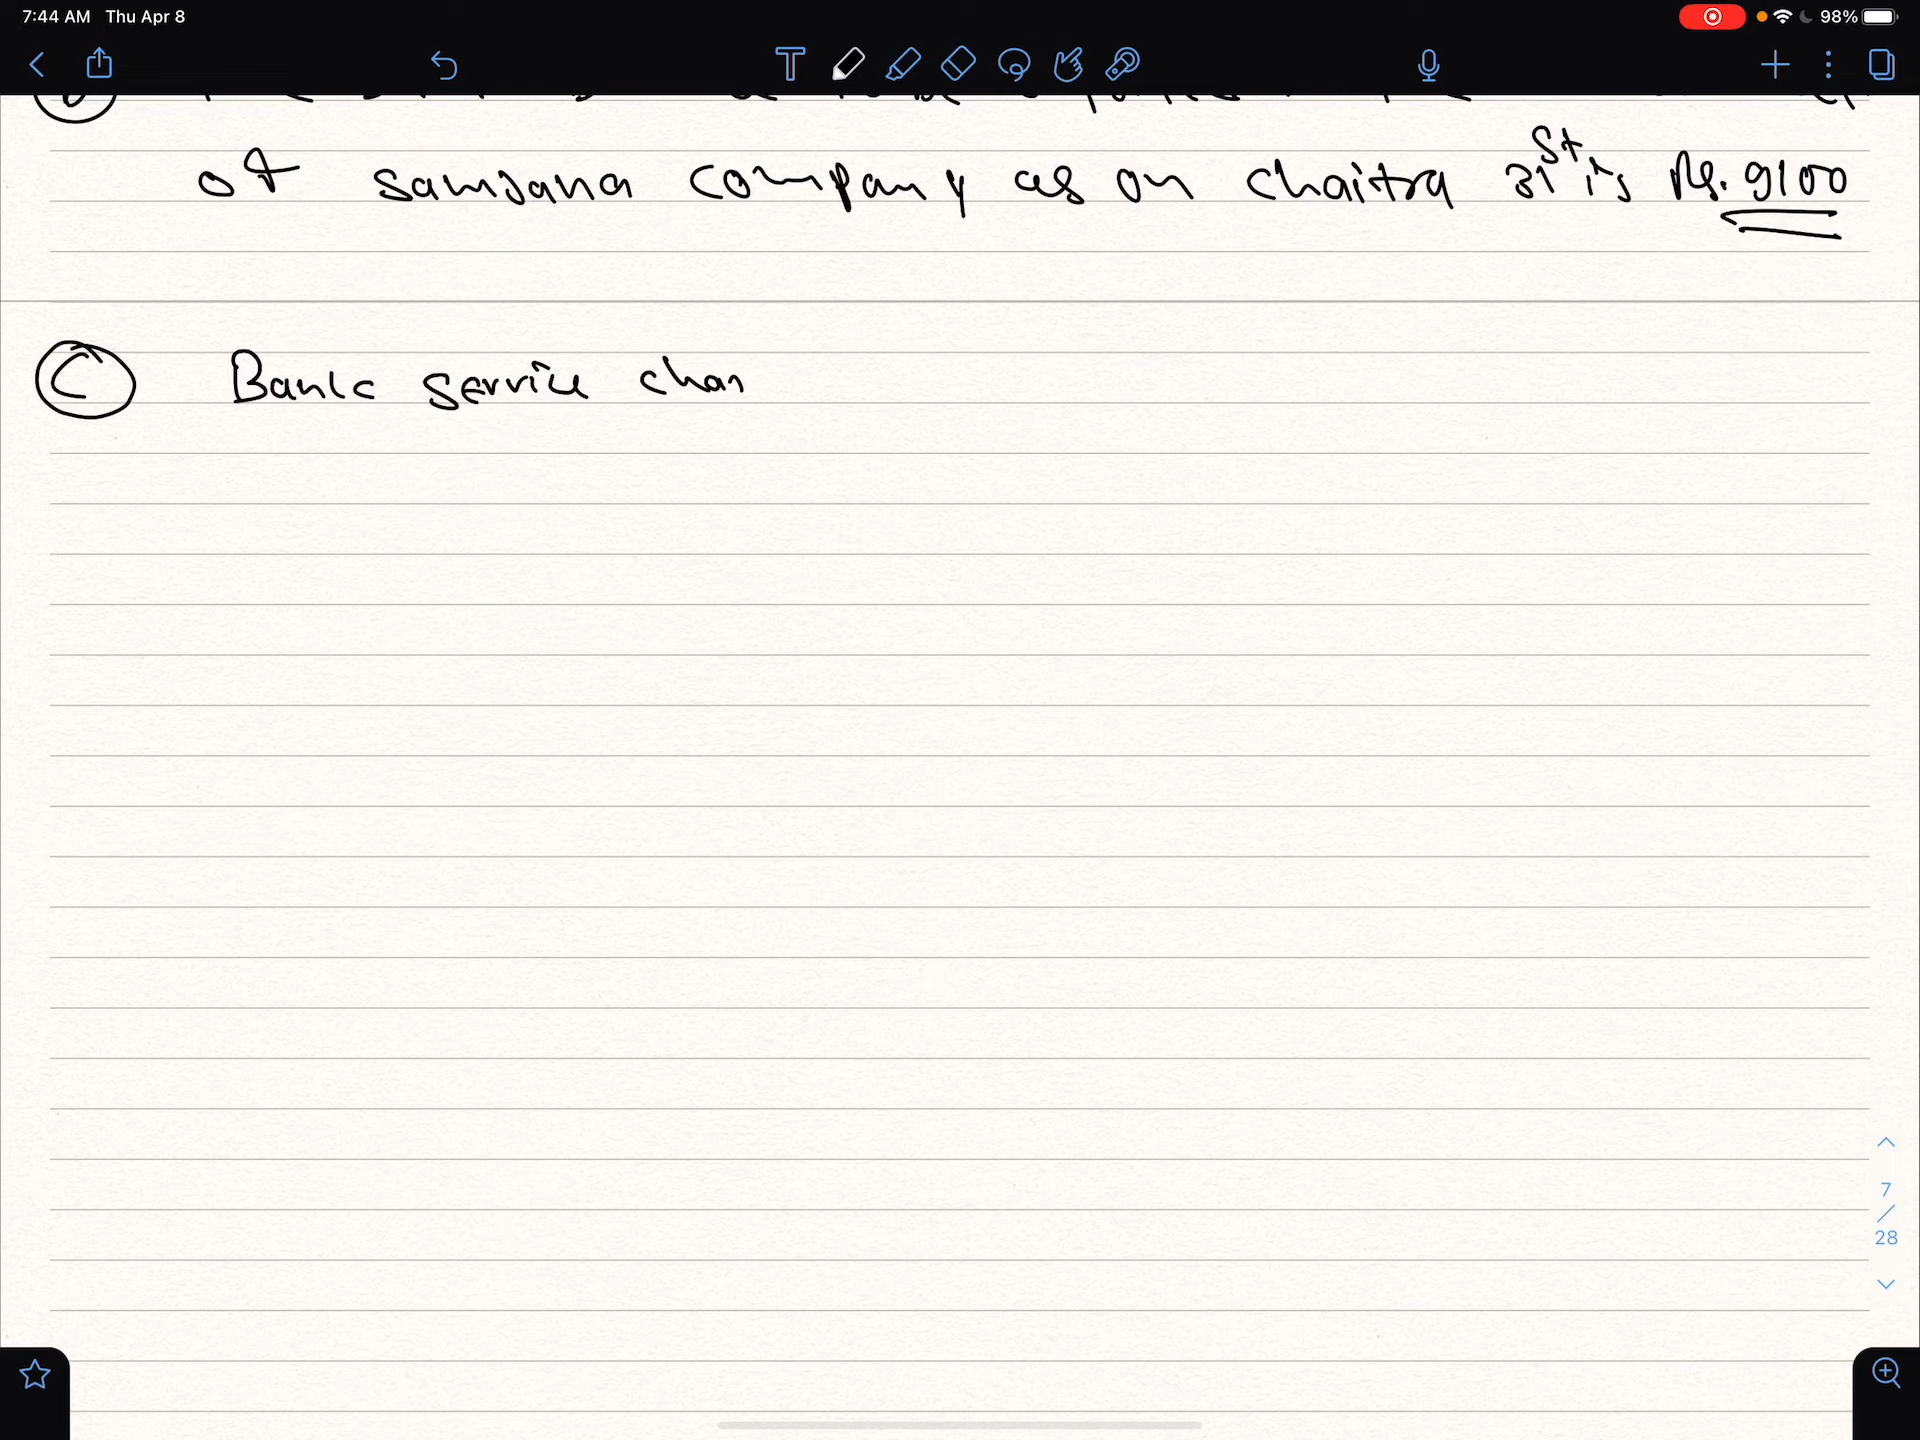 7:44 AM Thu Apr 8
98%
of samjana company as on chaitra 31st is Rs. 9100
C Bank service char
7
/
28